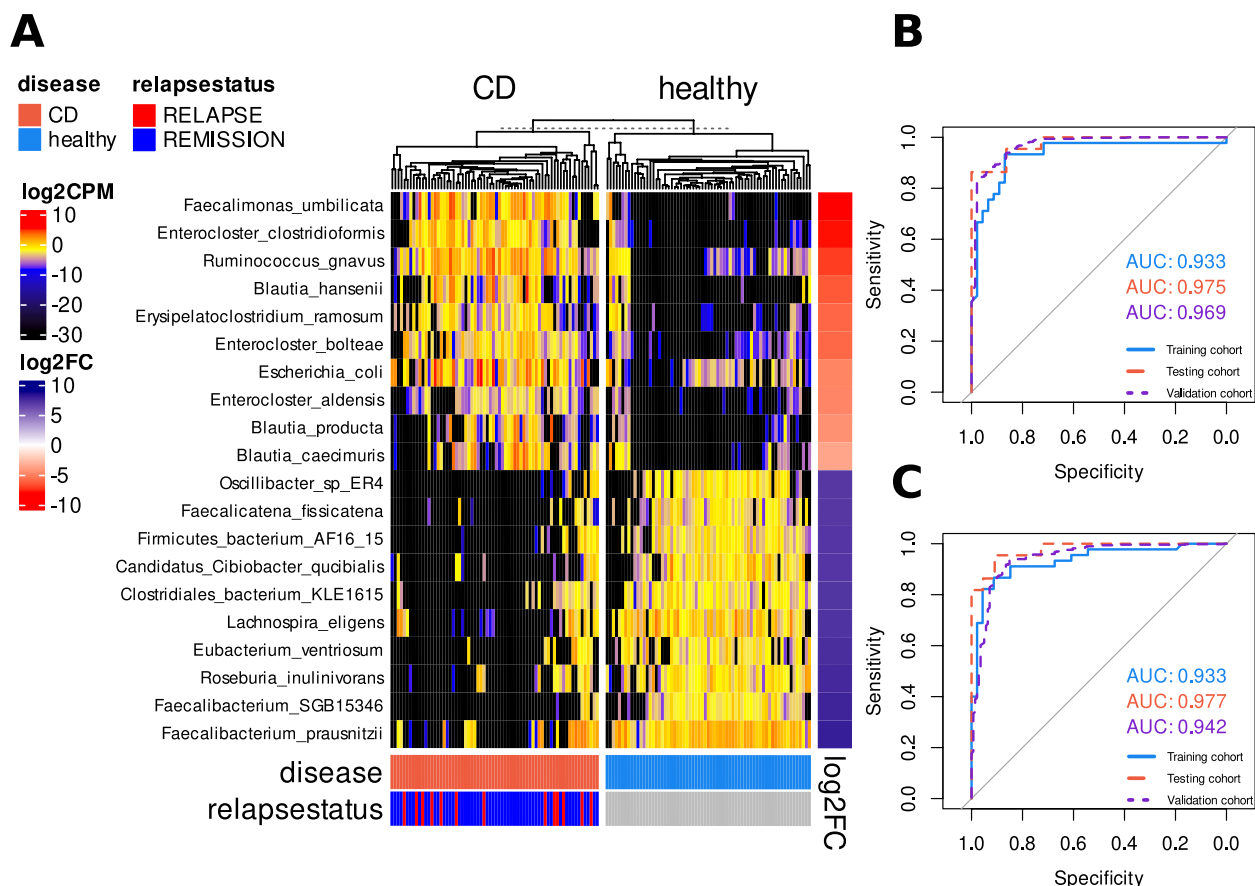 A
disease
CD
healthy
relapsestatus
RELAPSE
REMISSION
CD
healthy
log2CPM
10
0
-10
-20
-30
log2FC
10
5
0
-5
-10
Faecalimonas_umbilicata
Enterocloster_clostridioformis
Ruminococcus_gnavus
Blautia_hansenii
Erysipelatoclostridium_ramosum
Enterocloster_bolteae
Escherichia_coli
Enterocloster_aldensis
Blautia_producta
Blautia_caecimuris
Oscillibacter_sp_ER4
Faecalicatena_fissicatena
Firmicutes_bacterium_AF16_15
Candidatus_Cibiobacter_qucibialis
Clostridiales_bacterium_KLE1615
Lachnospira_eligens
Eubacterium_ventriosum
Roseburia_inulinivorans
Faecalibacterium_SGB15346
Faecalibacterium_prausnitzii
disease
relapsestatus
log2FC
B
Sensitivity
1.0
0.8
0.6
0.4
0.2
0.0
AUC: 0.933
AUC: 0.975
AUC: 0.969
Training cohort
Testing cohort
Validation cohort
1.0 0.8 0.6 0.4 0.2 0.0
Specificity
C
Sensitivity
1.0
0.8
0.6
0.4
0.2
0.0
AUC: 0.933
AUC: 0.977
AUC: 0.942
Training cohort
Testing cohort
Validation cohort
1.0 0.8 0.6 0.4 0.2 0.0
Specificity